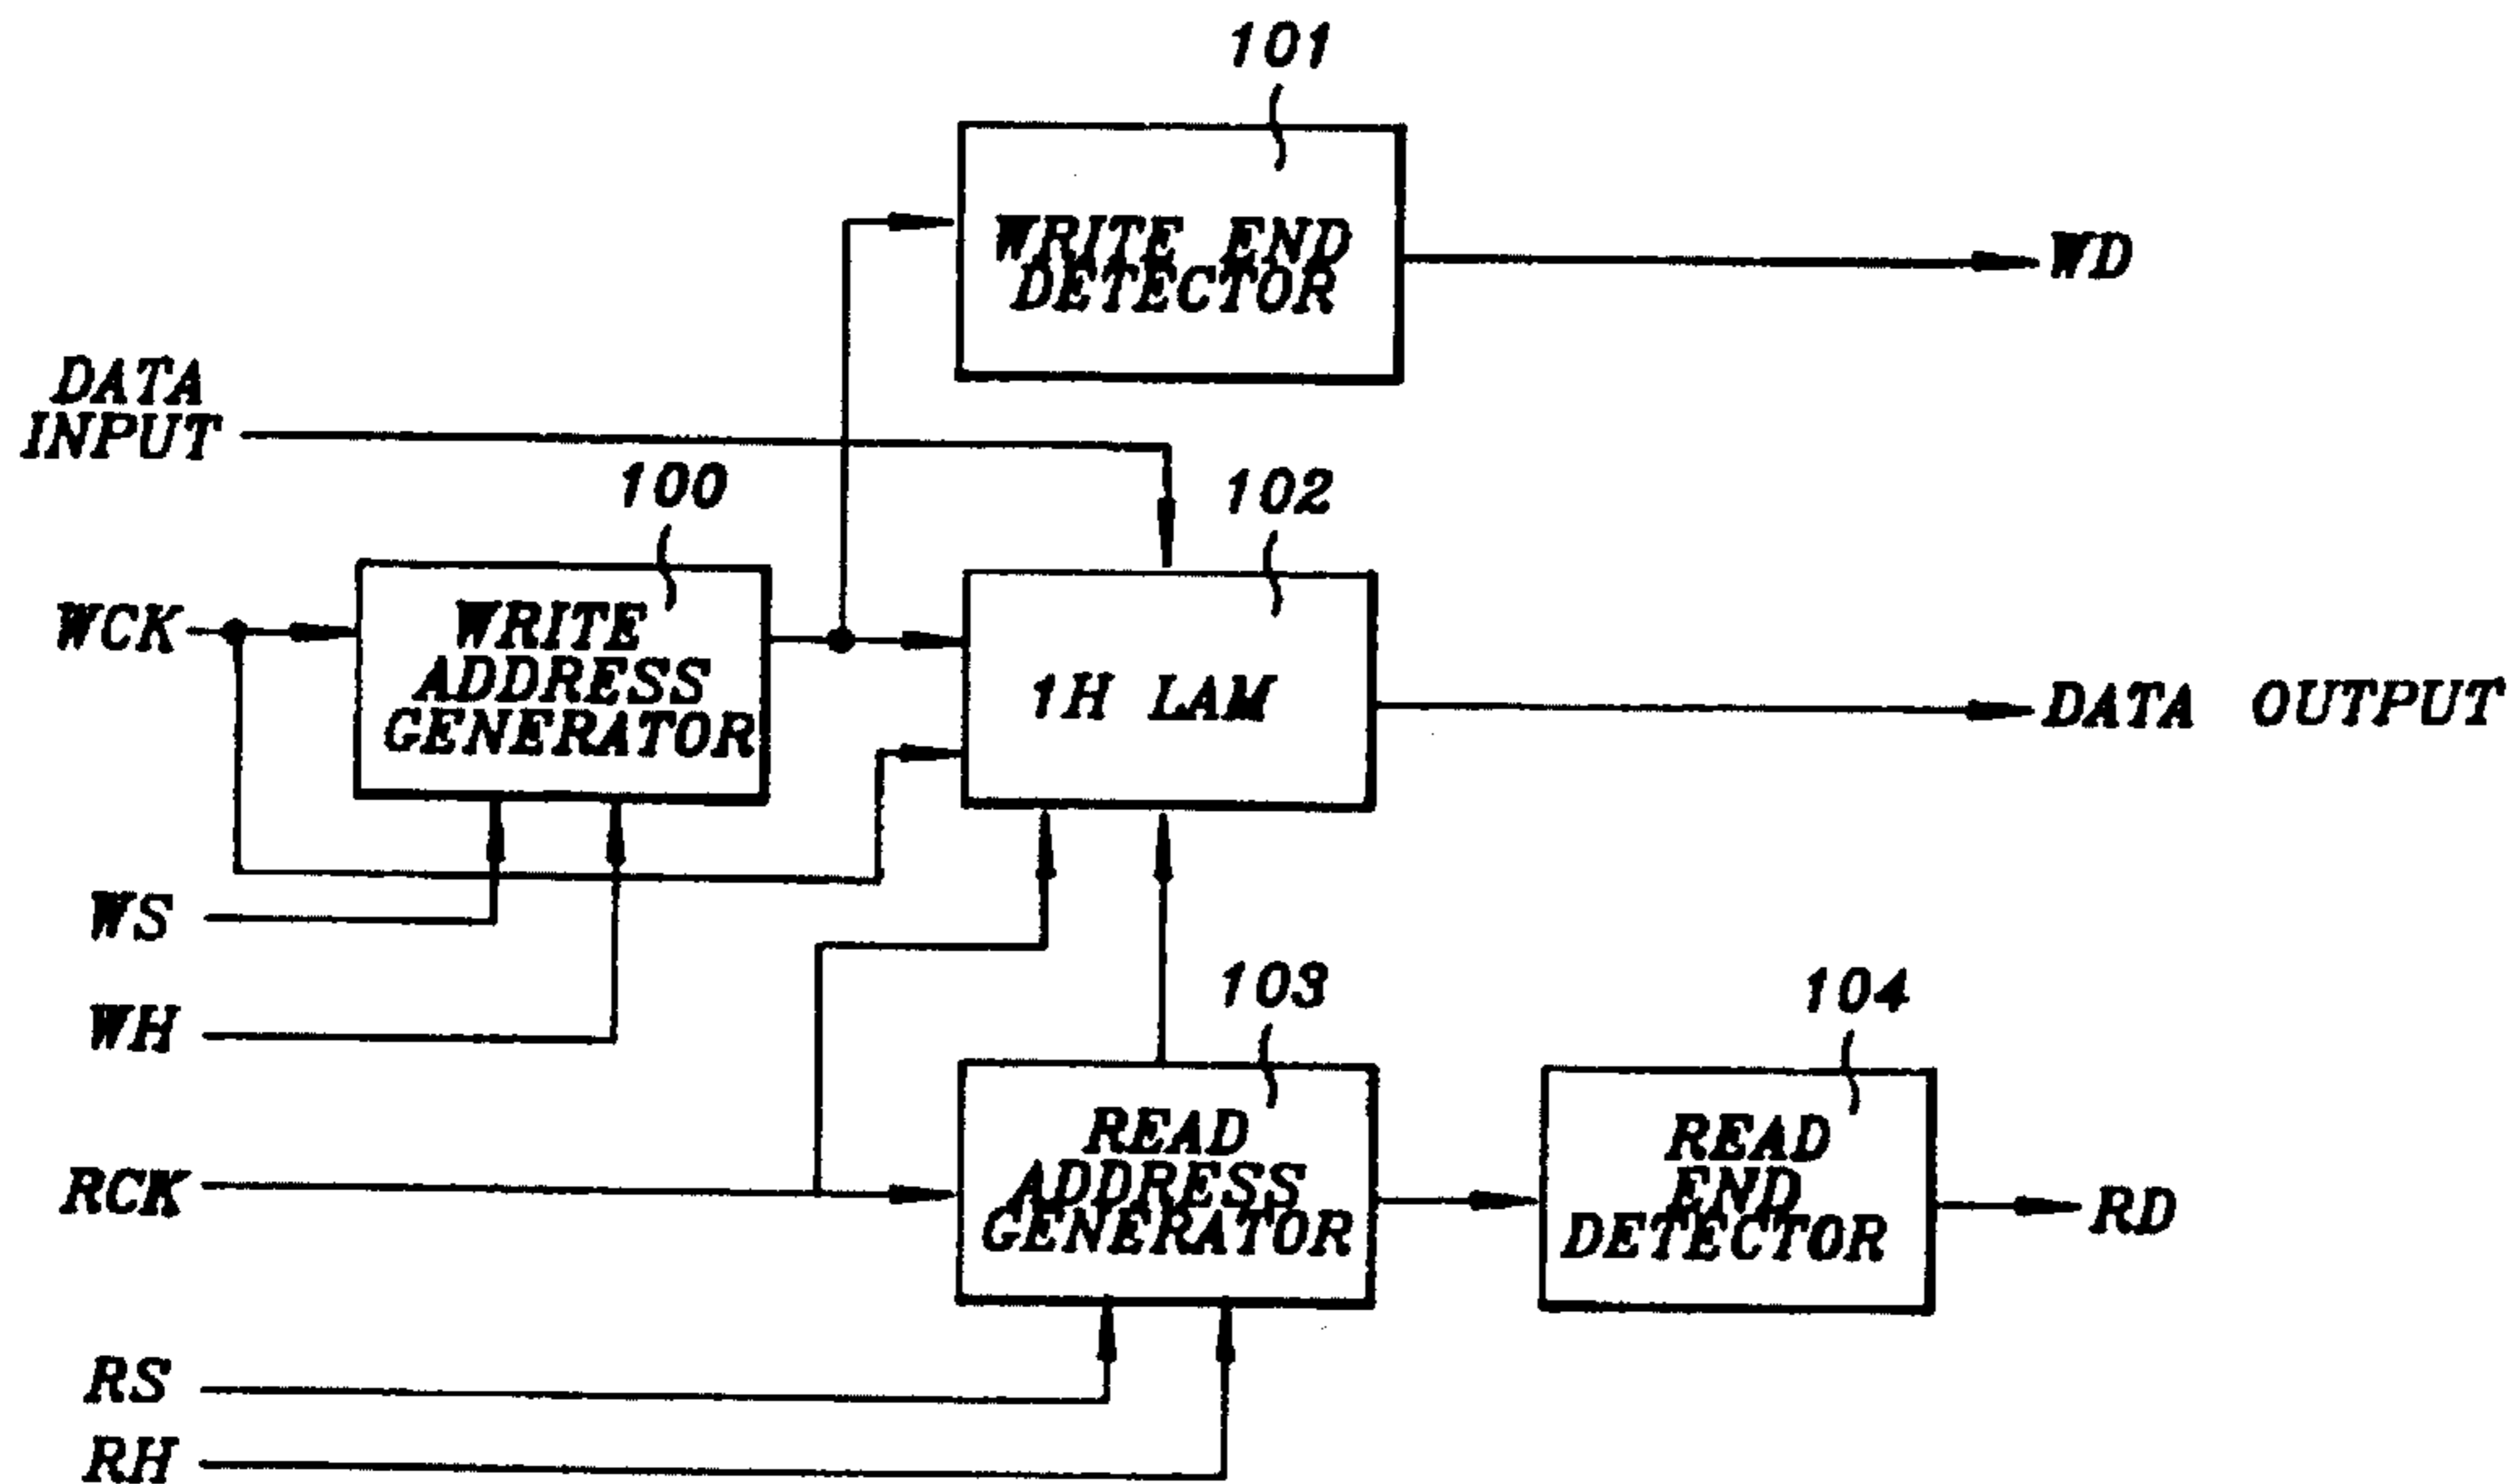 101
WRITE END
DETECTOR
WD
DATA
INPUT
100
102
WCK
WRITE
ADDRESS
GENERATOR
1H LAM
DATA OUTPUT
WS
WH
103
104
RCK
READ
ADDRESS
GENERATOR
READ
END
DETECTOR
RD
RS
RH